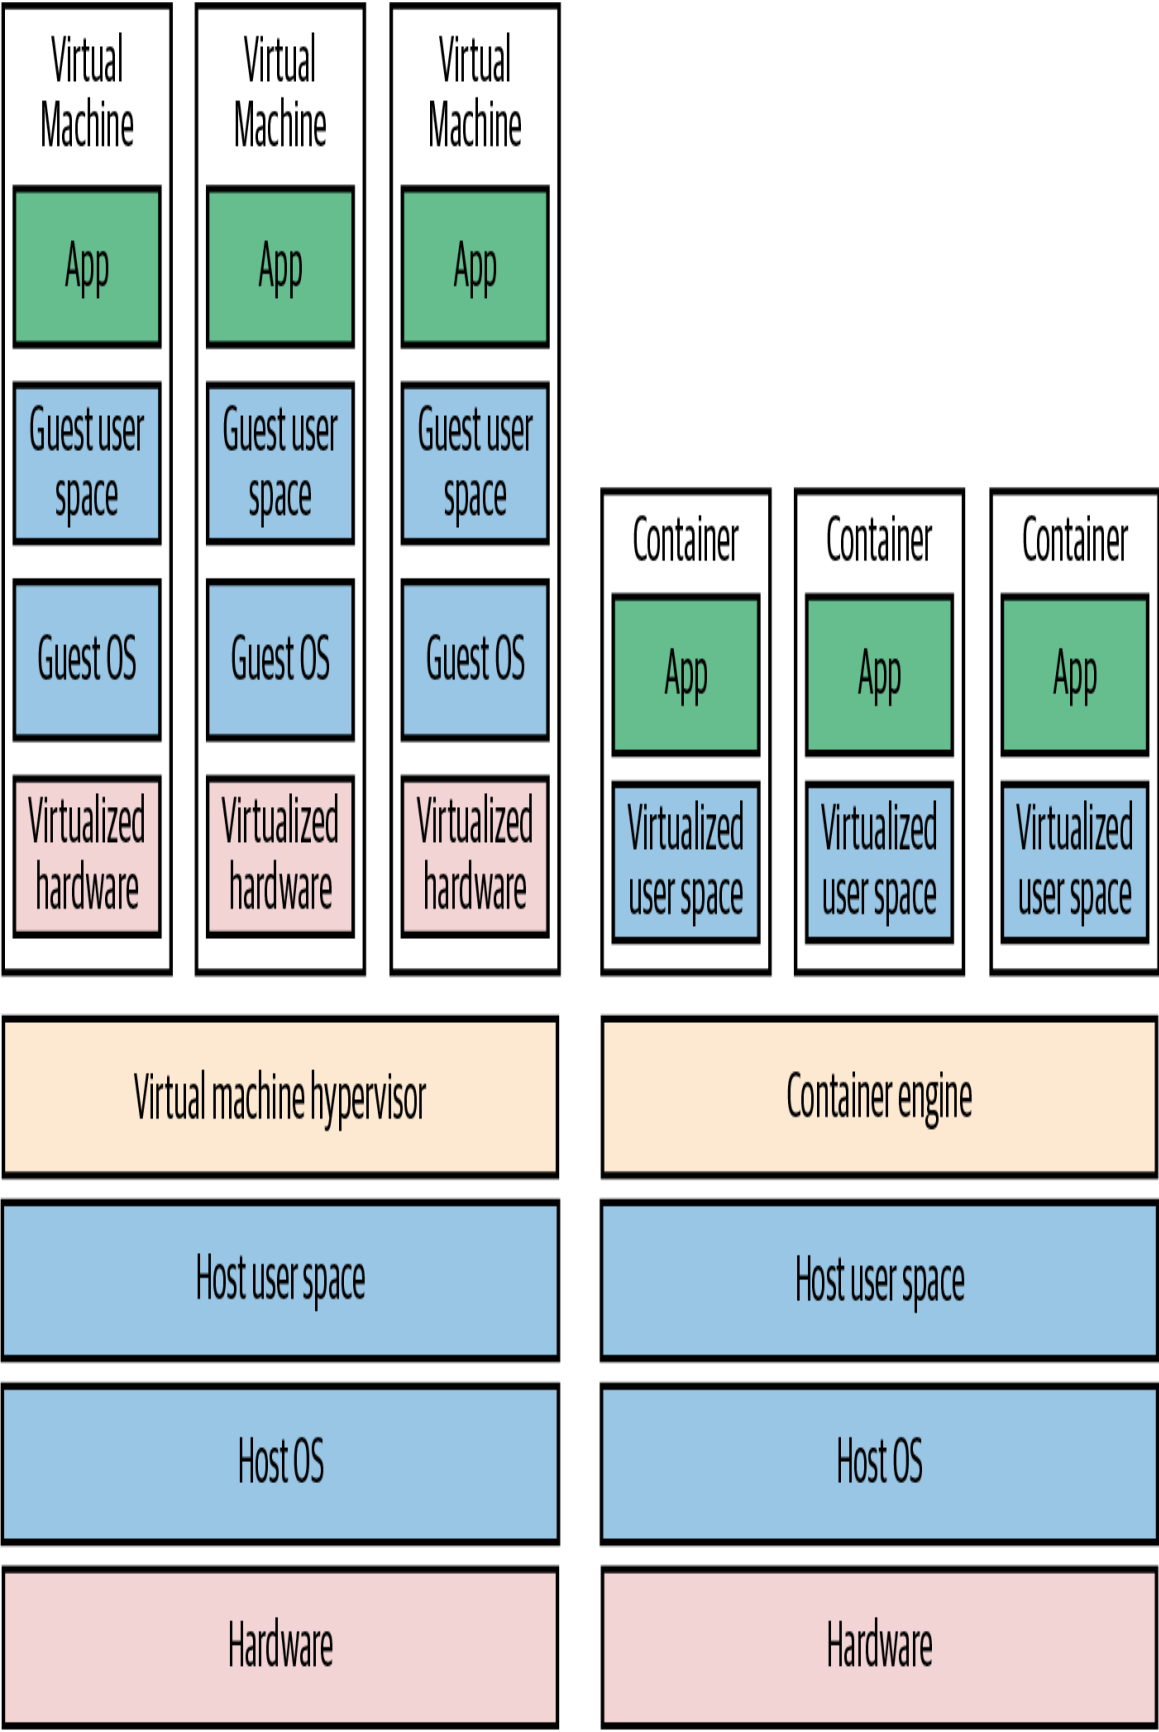 Virtual
Machine
App
Guest user
space
Guest OS
Virtualized
hardware
Virtual
Machine
App
Guest user
space
Guest OS
Virtualized
hardware
Virtual
Machine
App
Guest user
space
Guest OS
Virtualized
hardware
Virtual machine hypervisor
Host user space
Host OS
Hardware
Container
App
Virtualized
user space
Container
App
Virtualized
user space
Container
App
Virtualized
user space
Container engine
Host user space
Host OS
Hardware